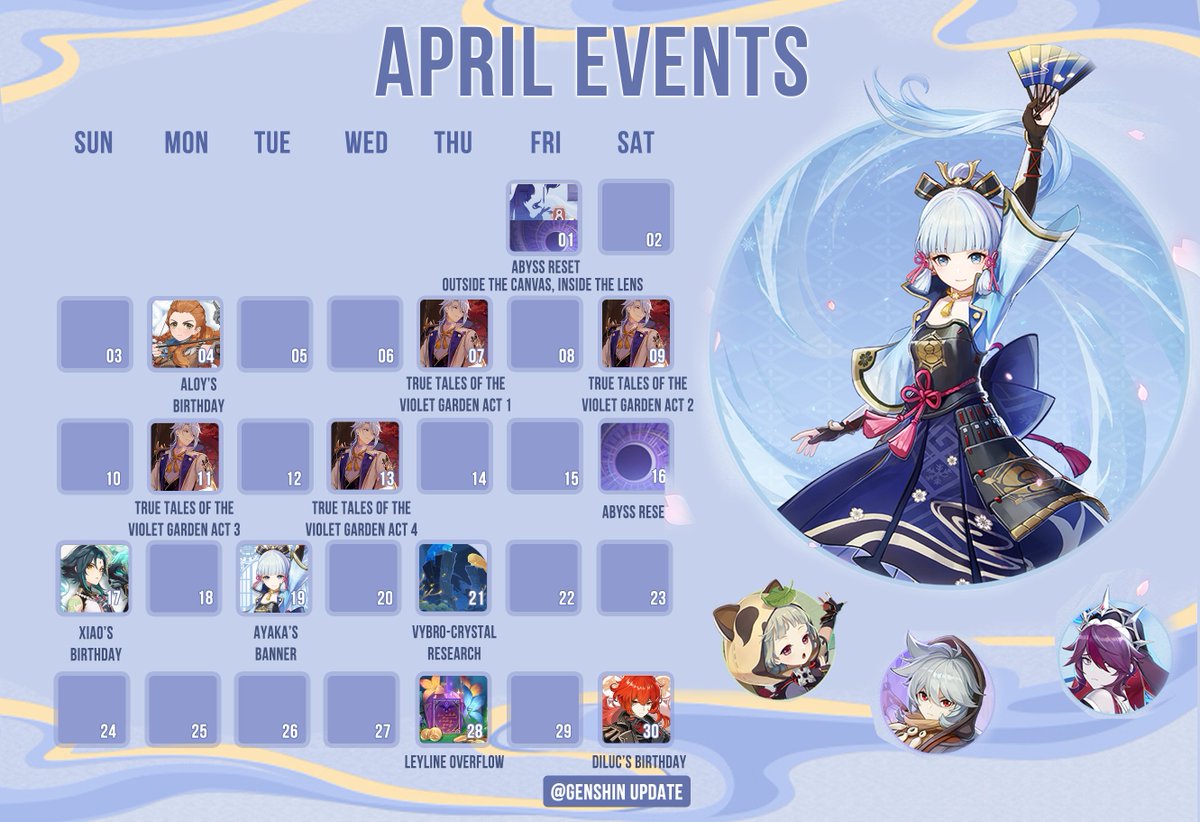 APRIL EVENTS
SUN MON TUE WED THU FRI SAT
01 02
ABYSS RESET
OUTSIDE THE CANVAS, INSIDE THE LENS
03 04 05 06 07 08 09
ALOY'S
BIRTHDAY
TRUE TALES OF THE
VIOLET GARDEN ACT 1
TRUE TALES OF THE
VIOLET GARDEN ACT 2
10 11 12 13 14 15 16
TRUE TALES OF THE
VIOLET GARDEN ACT 3
TRUE TALES OF THE
VIOLET GARDEN ACT 4
ABYSS RESE
17 18 19 20 21 22 23
XIAO'S
BIRTHDAY
AYAKA'S
BANNER
VYBRO-CRYSTAL
RESEARCH
24 25 26 27 28 29 30
LEYLINE OVERFLOW
DILUC'S BIRTHDAY
@GENSHIN UPDATE